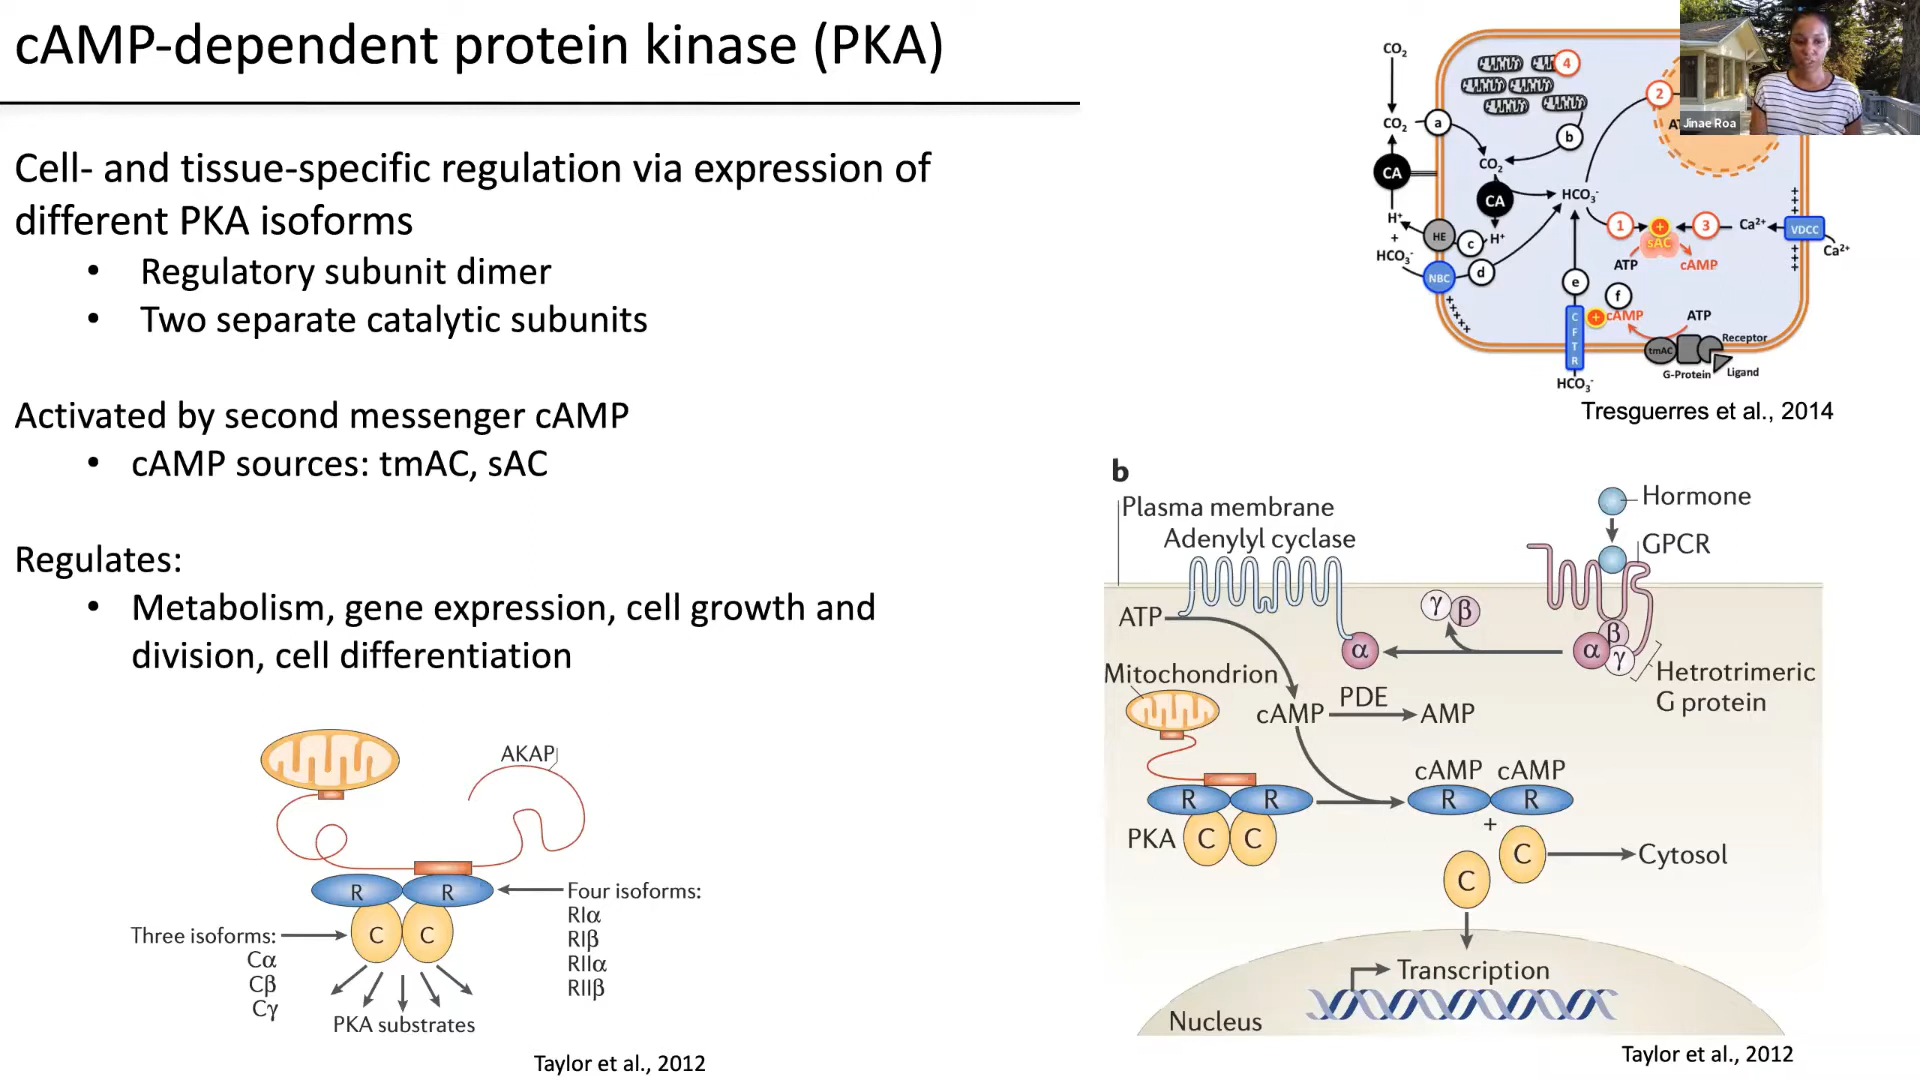 cAMP-dependent protein kinase (PKA)
Cell- and tissue-specific regulation via expression of
different PKA isoforms
• Regulatory subunit dimer
• Two separate catalytic subunits
Activated by second messenger cAMP
• cAMP sources: tmAC, sAC
Regulates:
• Metabolism, gene expression, cell growth and
division, cell differentiation
AKAP
R
R
C
C
Three isoforms:
Cα
Cβ
Cγ
Four isoforms:
RIα
RIβ
RIIα
RIIβ
PKA substrates
Taylor et al., 2012
CO₂
CO₂
a
CA
H⁺
+
HCO₃⁻
HE
NBC
c
d
H⁺
CO₂
CA
b
4
HCO₃⁻
2
1
+
sAC
3
Ca²⁺
VDCC
Ca²⁺
ATP
cAMP
e
f
CFTR
+
cAMP
ATP
tmAC
G-Protein
Receptor
Ligand
HCO₃⁻
+ + + + +
Jinae Roa
Tresguerres et al., 2014
b
Plasma membrane
Adenylyl cyclase
Hormone
GPCR
ATP
γ
β
α
α
β
γ
Hetrotrimeric
G protein
Mitochondrion
cAMP
PDE
AMP
R
R
PKA
C
C
cAMP cAMP
R
R
+
C
C
Cytosol
Transcription
Nucleus
Taylor et al., 2012